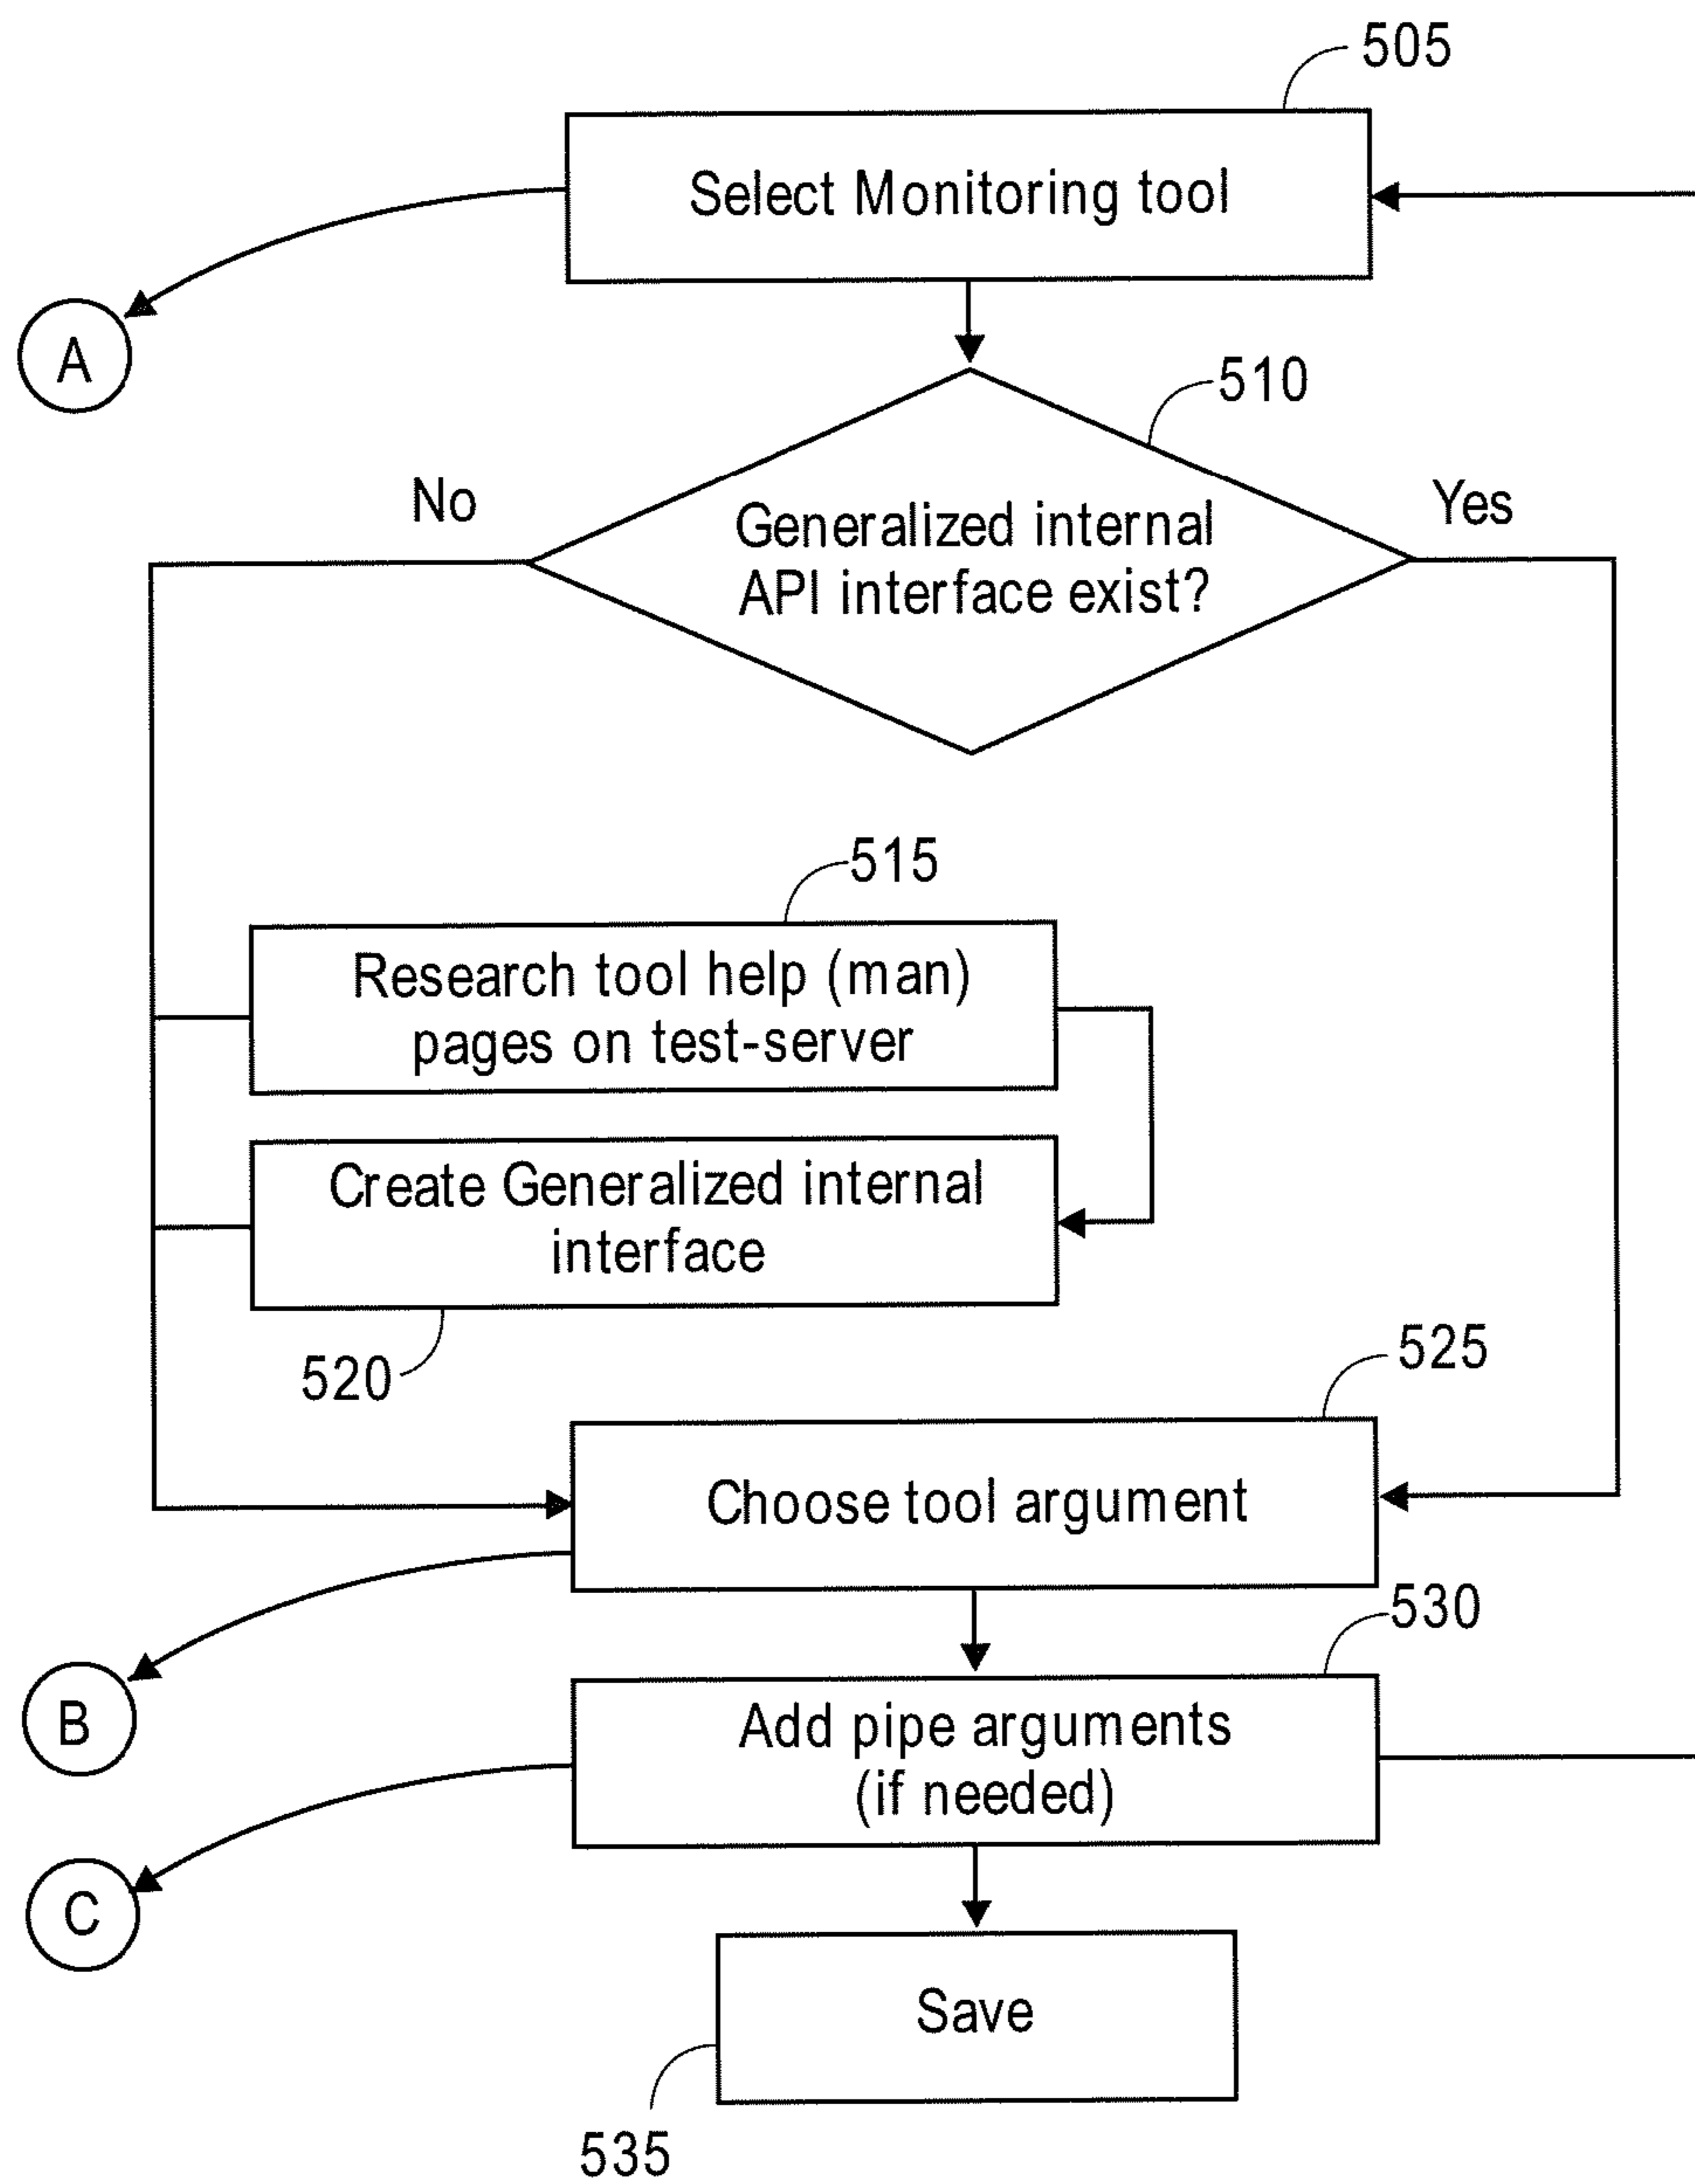 505
Select Monitoring tool
A
510
No
Yes
Generalized internal
API interface exist?
515
Research tool help (man)
pages on test-server
Create Generalized internal
interface
520
525
Choose tool argument
530
B
Add pipe arguments
(if needed)
C
Save
535